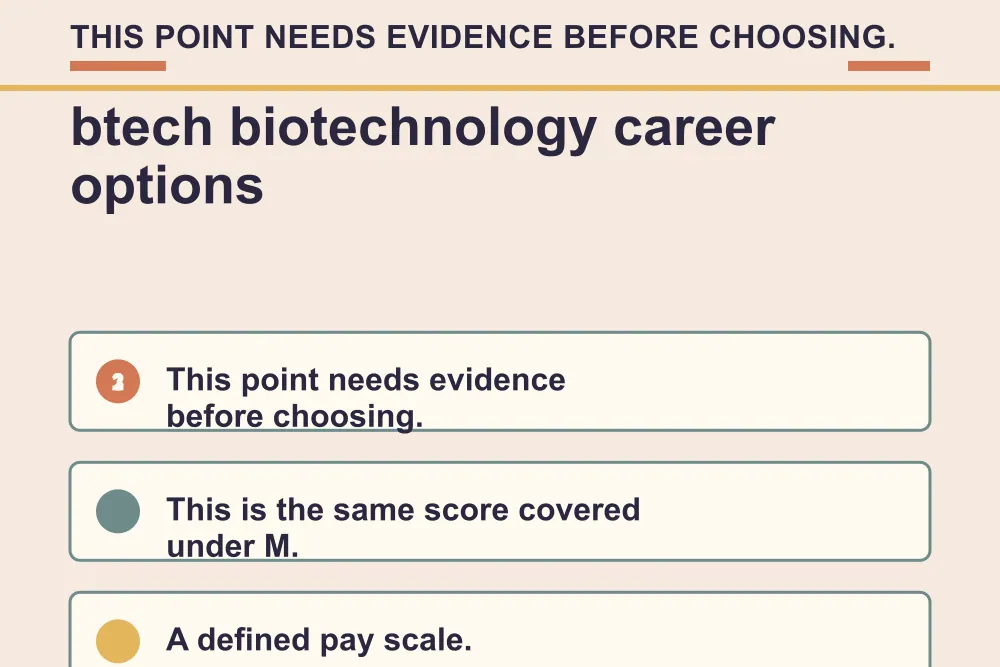 THIS POINT NEEDS EVIDENCE BEFORE CHOOSING.
btech biotechnology career
options
This point needs evidence
before choosing.
This is the same score covered
under M.
A defined pay scale.